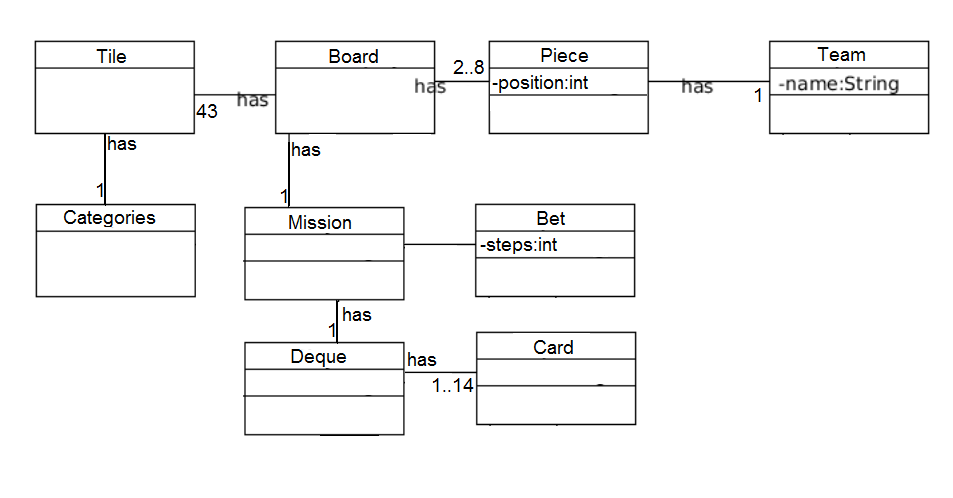 Tile
Board
Piece
Team
2..8
-position:int
-name:String
has
has
has
43
1
has
has
1
1
Categories
Mission
Bet
-steps:int
has
1
Deque
Card
has
1..14